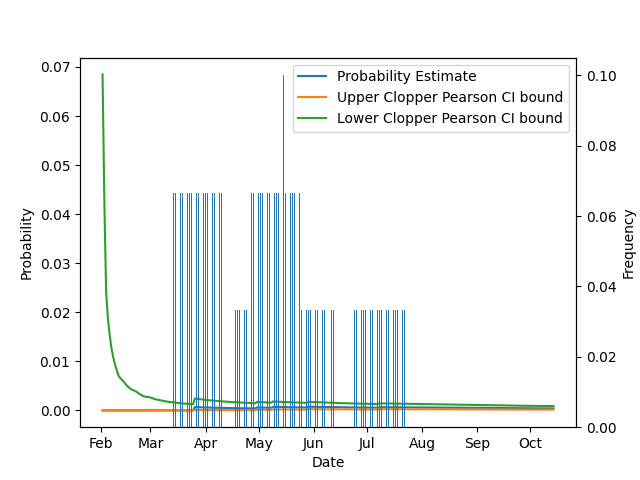 Probability Estimate
Upper Clopper Pearson CI bound
Lower Clopper Pearson CI bound
0.07
0.06
0.05
0.04
0.03
0.02
0.01
0.00
Probability
0.10
0.08
0.06
0.04
0.02
0.00
Frequency
Feb Mar Apr May Jun Jul Aug Sep Oct
Date